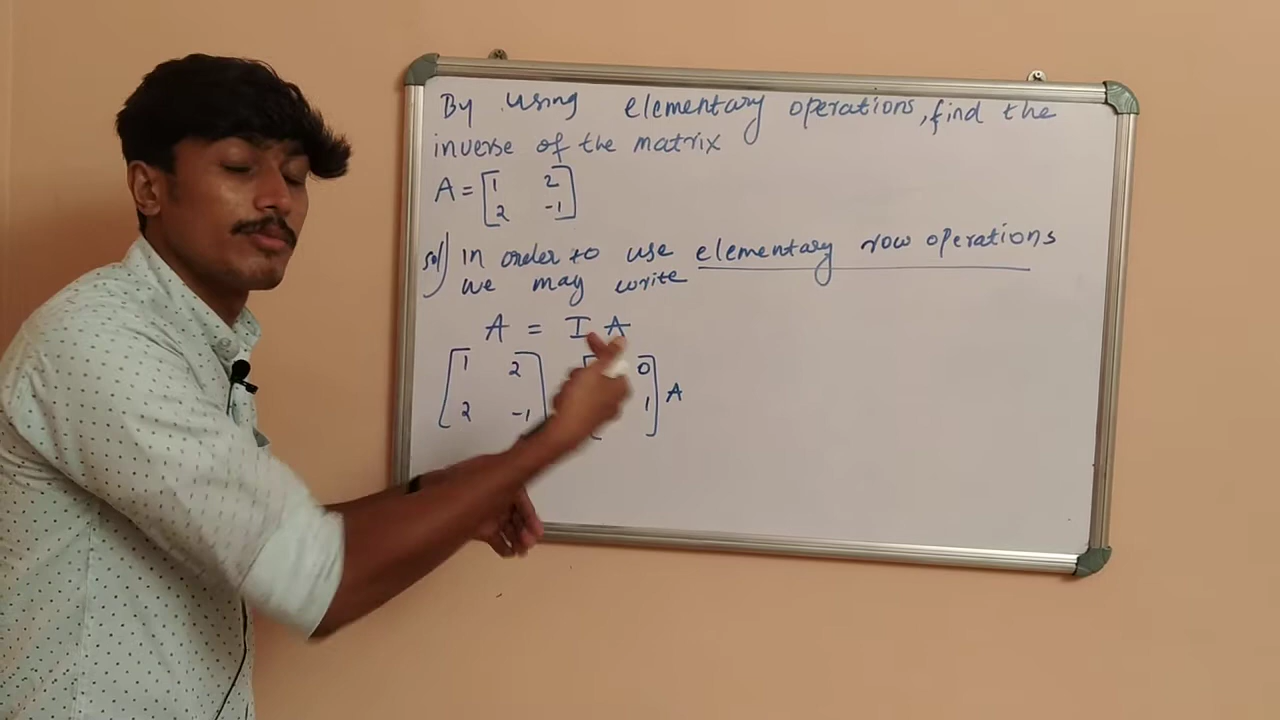 By using elementary operations, find the
inverse of the matrix
A = [1 2
2 -1]
sol) In order to use elementary row operations
we may write
A = I A
[1 2 0
2 -1] 1] A